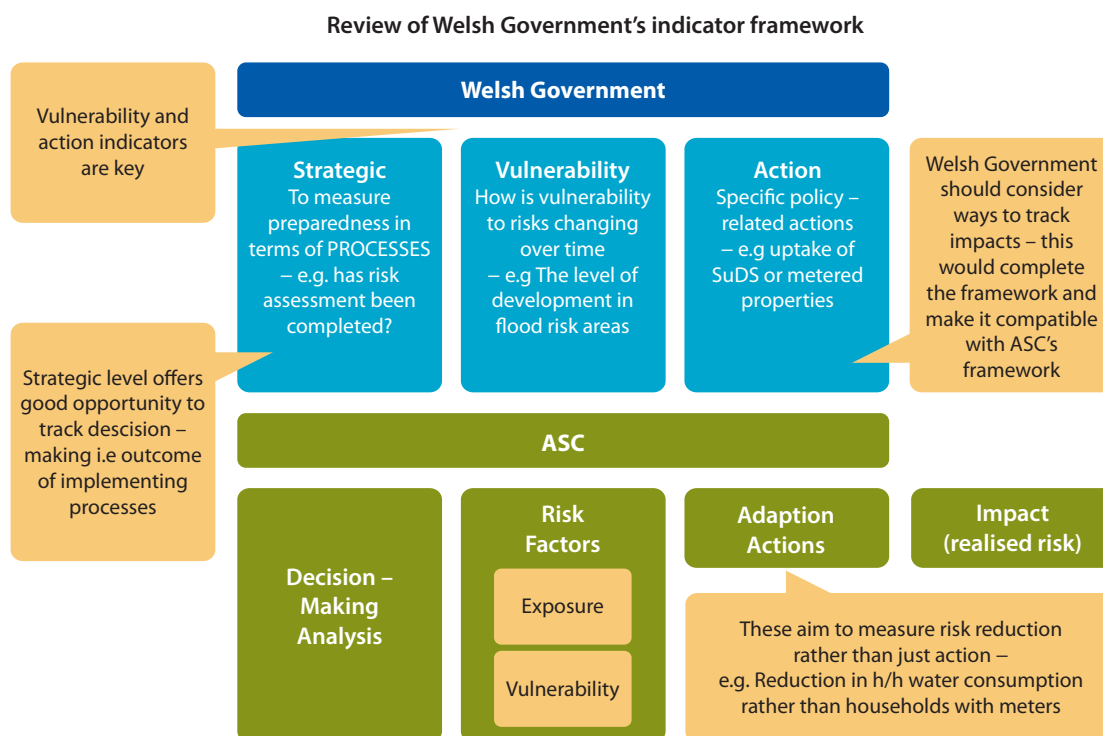 Review of Welsh Government's indicator framework
Vulnerability and
action indicators
are key
Welsh Government
Strategic
To measure
preparedness in
terms of PROCESSES
– e.g. has risk
assessment been
completed?
Vulnerability
How is vulnerability
to risks changing
over time
– e.g The level of
development in
flood risk areas
Action
Specific policy –
related actions
– e.g uptake of
SuDS or metered
properties
Welsh Government
should consider
ways to track
impacts – this
would complete
the framework and
make it compatible
with ASC's
framework
Strategic level offers
good opportunity to
track descision –
making i.e outcome
of implementing
processes
ASC
Decision –
Making
Analysis
Risk
Factors
Exposure
Vulnerability
Adaption
Actions
Impact
(realised risk)
These aim to measure risk reduction
rather than just action –
e.g. Reduction in h/h water consumption
rather than households with meters